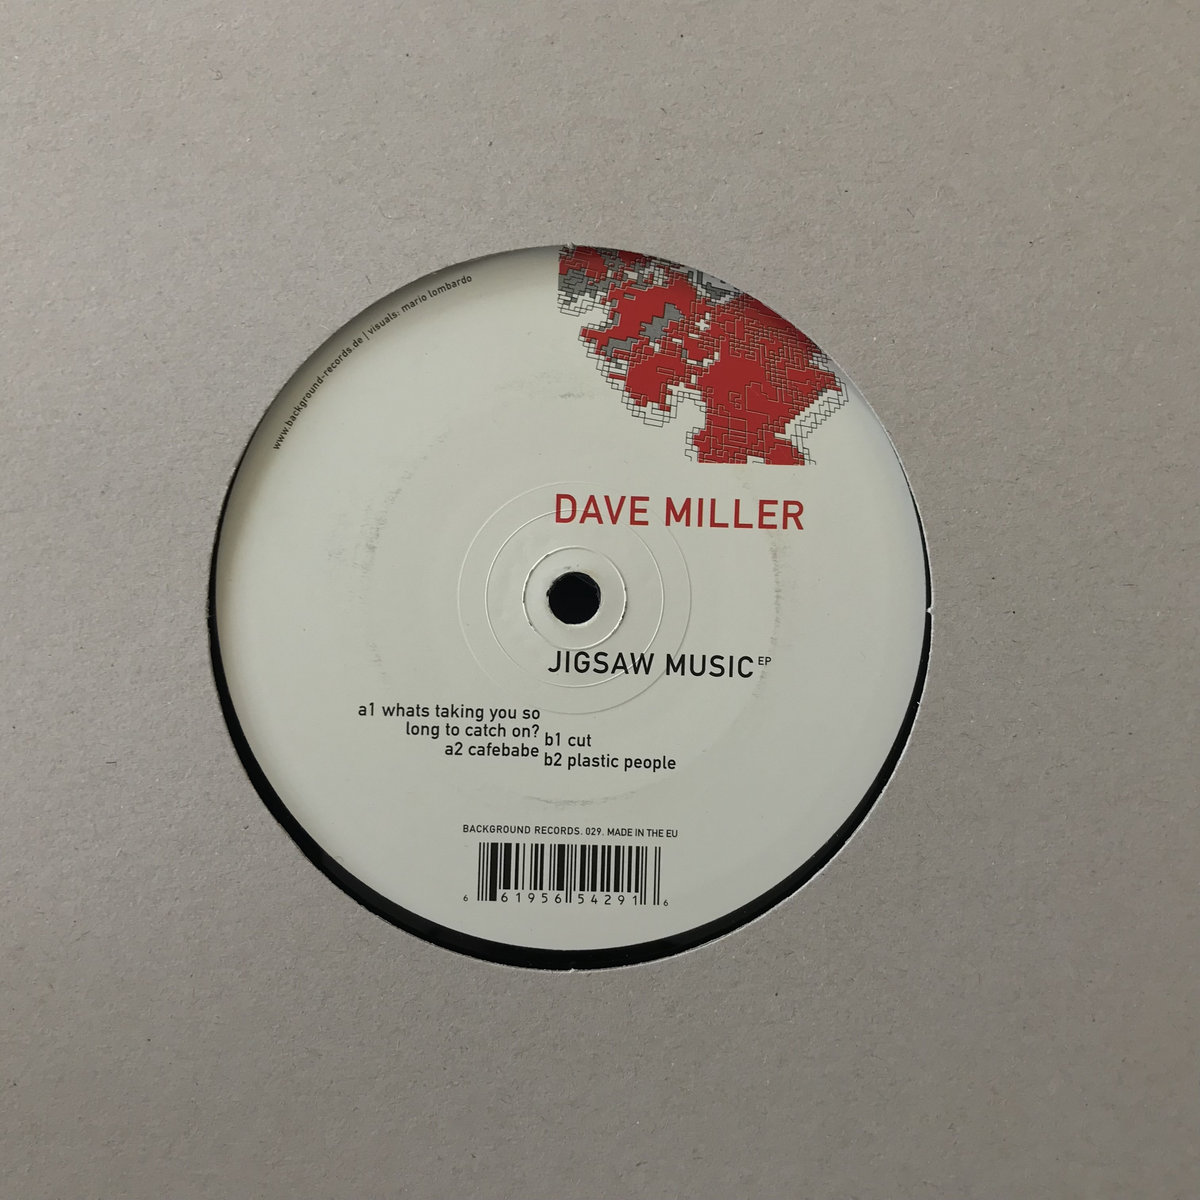 www.background-records.de | visuals: mario lombardo
DAVE MILLER
JIGSAW MUSIC EP
a1 whats taking you so
long to catch on?
a2 cafebabe
b1 cut
b2 plastic people
BACKGROUND RECORDS. 029. MADE IN THE EU
6 61956 54291 6